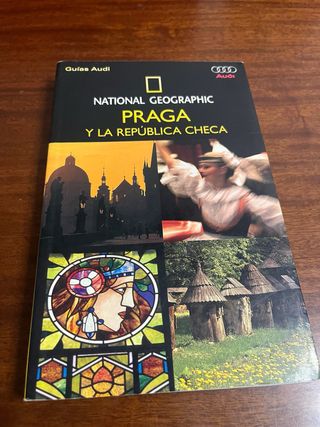 Guías Audi
Audi
NATIONAL GEOGRAPHIC
PRAGA
Y LA REPÚBLICA CHECA